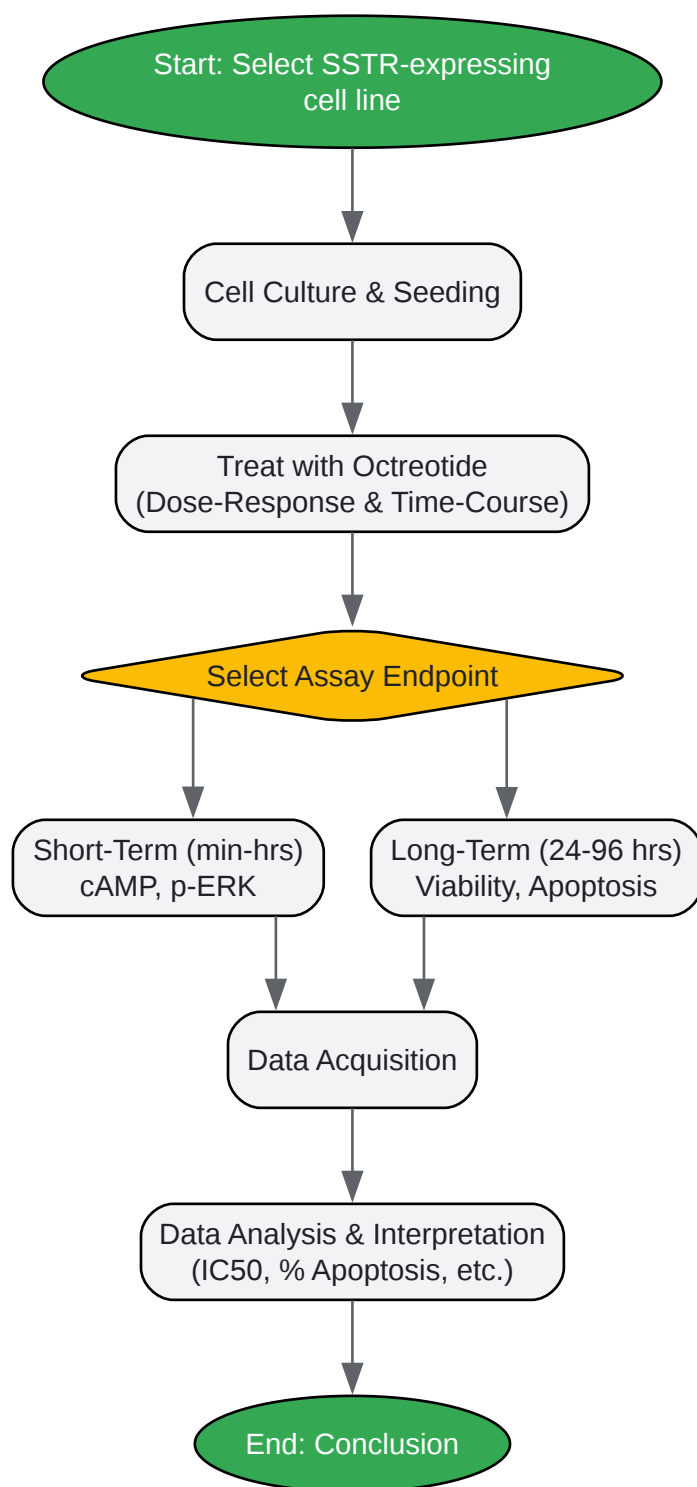 Start: Select SSTR-expressing
cell line
Cell Culture & Seeding
Treat with Octreotide
(Dose-Response & Time-Course)
Select Assay Endpoint
Short-Term (min-hrs)
cAMP, p-ERK
Long-Term (24-96 hrs)
Viability, Apoptosis
Data Acquisition
Data Analysis & Interpretation
(IC50, % Apoptosis, etc.)
End: Conclusion